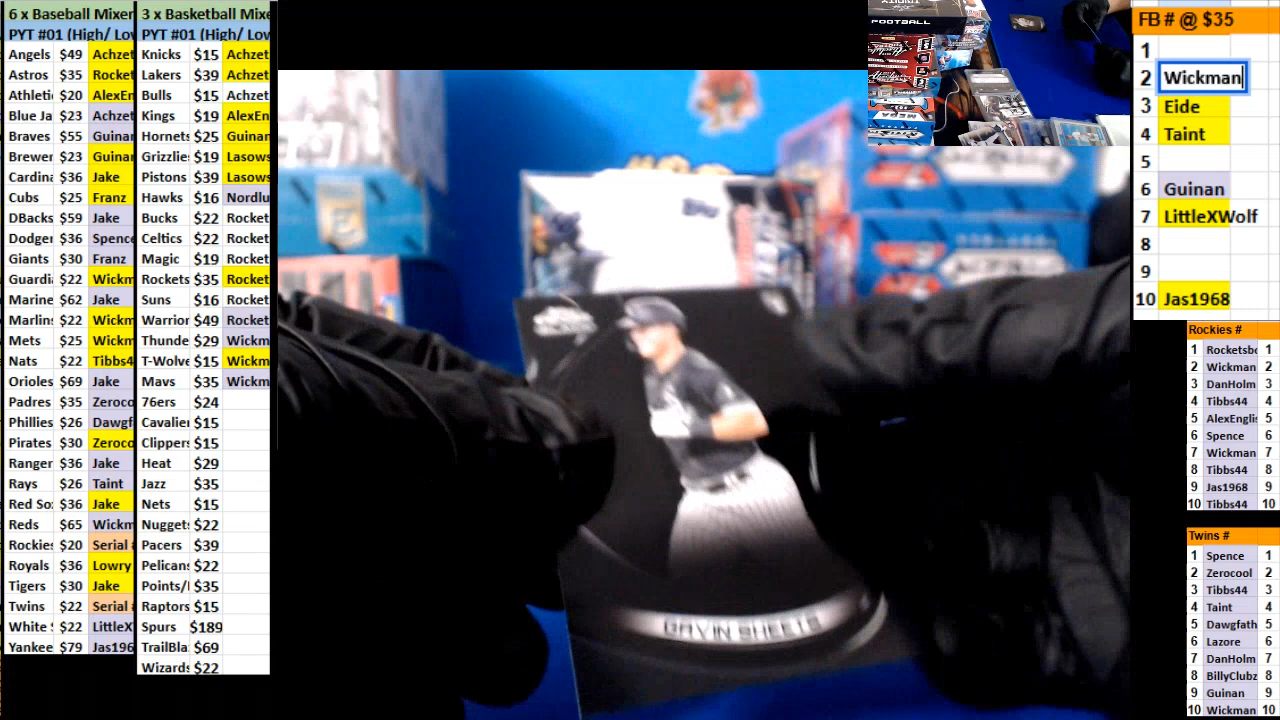 6 x Baseball Mixer
PYT #01 (High/ Lov
Angels $49 Achzet
Astros $35 Rocket
Athleti $20 AlexEn
Blue Ja $23 Achzet
Braves $55 Guinar
Brewer $23 Guinar
Cardina $36 Jake
Cubs $25 Franz
DBacks $59 Jake
Dodger $36 Spence
Giants $30 Franz
Guardi $22 Wickm
Marine $62 Jake
Marlins $22 Wickm
Mets $25 Wickm
Nats $22 Tibbs4
Orioles $69 Jake
Padres $35 Zeroco
Phillies $26 Dawgf
Pirates $30 Zeroco
Ranger $36 Jake
Rays $26 Taint
Red So $36 Jake
Reds $65 Wickm
Rockies $20 Serial
Royals $36 Lowry
Tigers $30 Jake
Twins $22 Serial
White $22 LittleX
Yankee $79 Jas196
3 x Basketball Mixe
PYT #01 (High/ Lov
Knicks $15 Achzet
Lakers $39 Achzet
Bulls $15 Achzet
Kings $19 AlexEn
Hornets $25 Guinar
Grizzlie $19 Lasows
Pistons $39 Lasows
Hawks $16 Nordlu
Bucks $22 Rocket
Celtics $22 Rocket
Magic $19 Rocket
Rockets $35 Rocket
Suns $16 Rocket
Warrior $49 Rocket
Thunde $29 Wickm
T-Wolve $15 Wickm
Mavs $35 Wickm
76ers $24
Cavalie $15
Clippers $15
Heat $29
Jazz $35
Nets $15
Nugget $22
Pacers $39
Pelican $22
Points/ $35
Raptors $15
Spurs $189
TrailBla $69
Wizards $22
FOOTBALL
GAVIN SHEETS
FB # @ $35
1
2 Wickman
3 Eide
4 Taint
5
6 Guinan
7 LittleXWolf
8
9
10 Jas1968
Rockies #
1 Rocketsb 1
2 Wickman 2
3 DanHolm 3
4 Tibbs44 4
5 AlexEngli 5
6 Spence 6
7 Wickman 7
8 Tibbs44 8
9 Jas1968 9
10 Tibbs44 10
Twins #
1 Spence 1
2 Zerocool 2
3 Tibbs44 3
4 Taint 4
5 Dawgfath 5
6 Lazore 6
7 DanHolm 7
8 BillyClubz 8
9 Guinan 9
10 Wickman 10